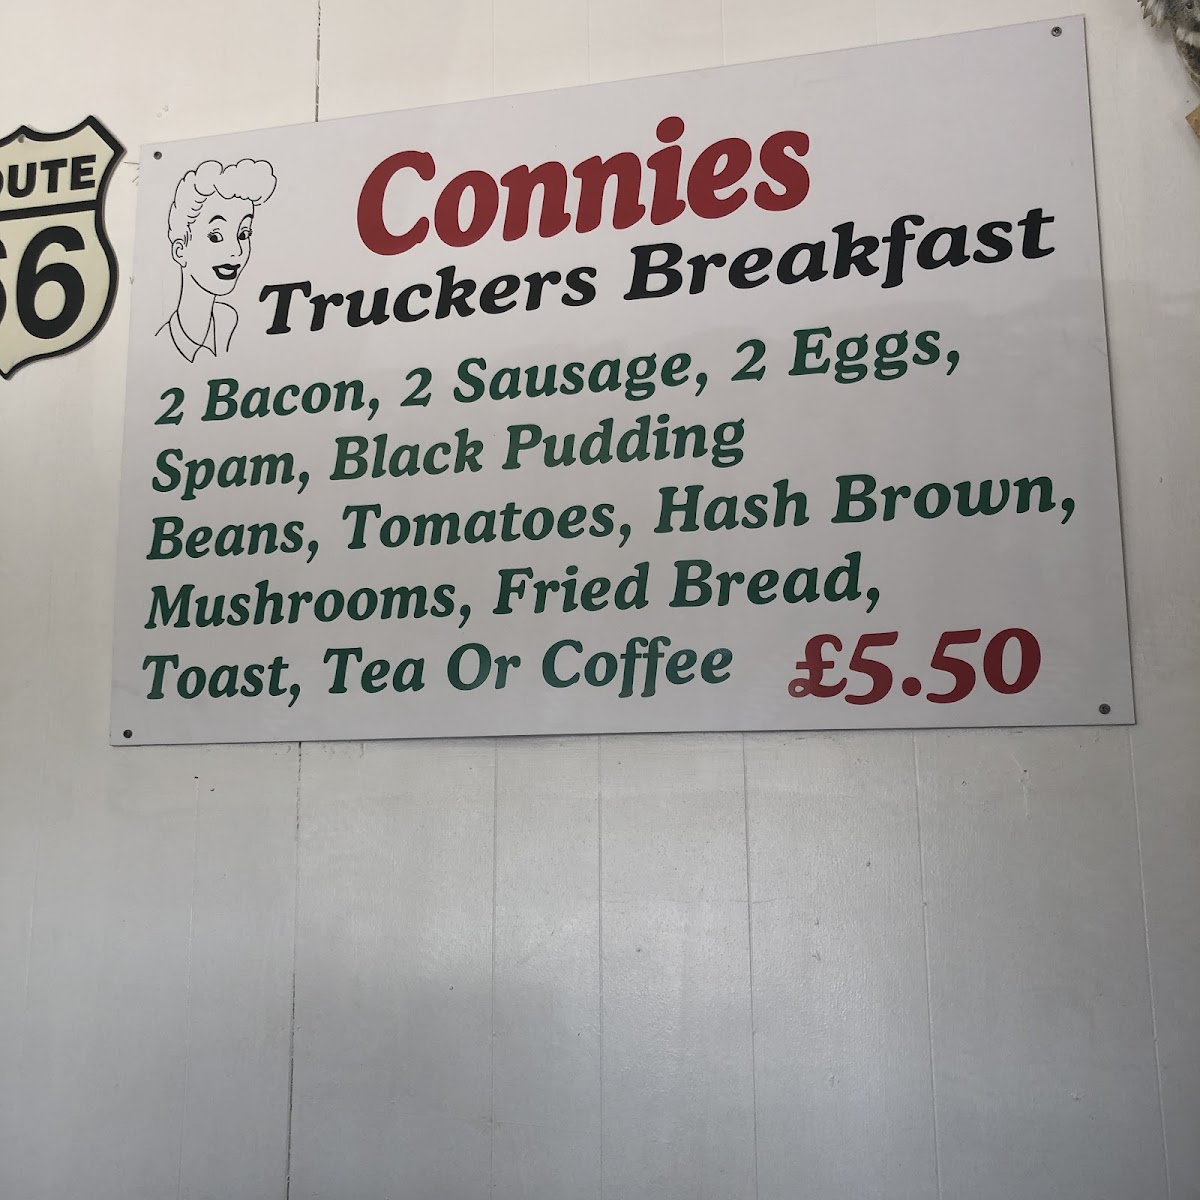 Connies
Truckers Breakfast
2 Bacon, 2 Sausage, 2 Eggs,
Spam, Black Pudding
Beans, Tomatoes, Hash Brown,
Mushrooms, Fried Bread,
Toast, Tea Or Coffee £5.50
OUTE
66